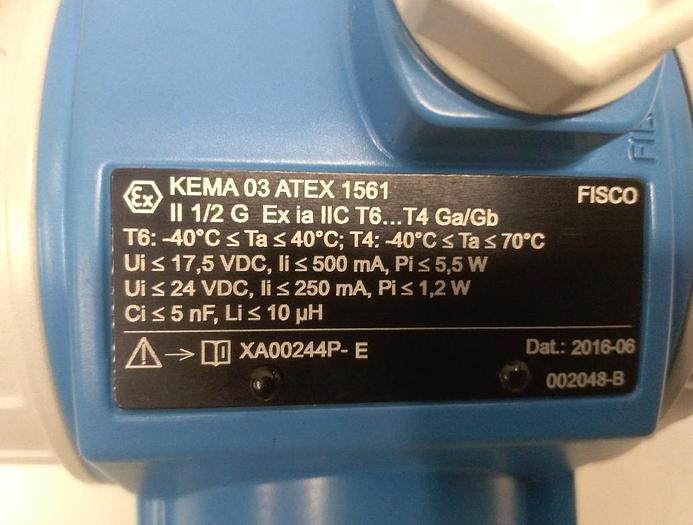 KEMA 03 ATEX 1561
FISCO
Ex
II 1/2 G Ex ia IIC T6...T4 Ga/Gb
T6: -40°C ≤ Ta ≤ 40°C; T4: -40°C ≤ Ta ≤ 70°C
Ui ≤ 17,5 VDC, Ii ≤ 500 mA, Pi ≤ 5,5 W
Ui ≤ 24 VDC, Ii ≤ 250 mA, Pi ≤ 1,2 W
Ci ≤ 5 nF, Li ≤ 10 µH
XA00244P- E
Dat.: 2016-06
002048-B